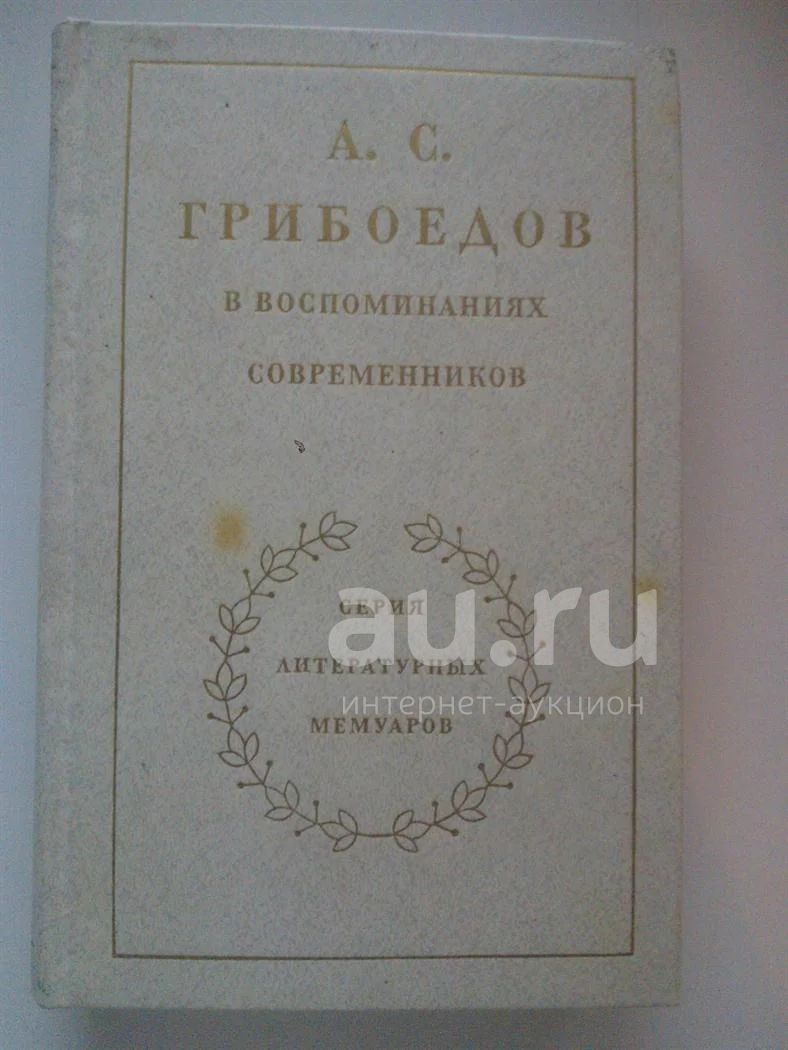 А. С.
ГРИБОЕДОВ
В ВОСПОМИНАНИЯХ
СОВРЕМЕННИКОВ
СЕРИЯ
au.ru
ЛИТЕРАТУРНЫХ
интернет-аукцион
МЕМУАРОВ